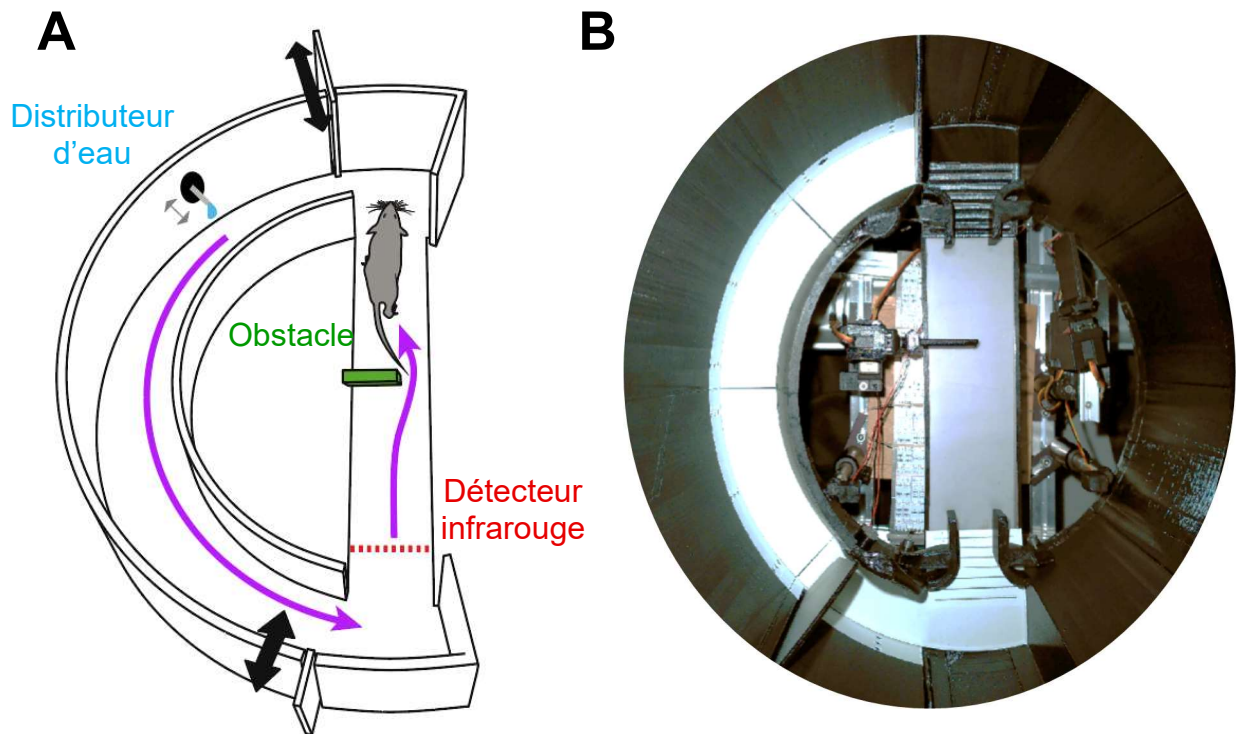 A
B
Distributeur
d’eau
Obstacle
Détecteur
infrarouge